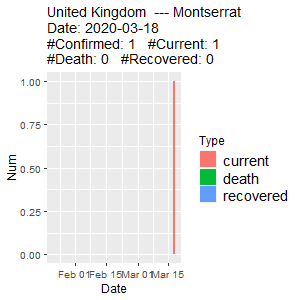 United Kingdom --- Montserrat
Date: 2020-03-18
#Confirmed: 1 #Current: 1
#Death: 0 #Recovered: 0
1.00
0.75
0.50
0.25
0.00
Num
Feb 01 Feb 15 Mar 01 Mar 15
Date
Type
current
death
recovered